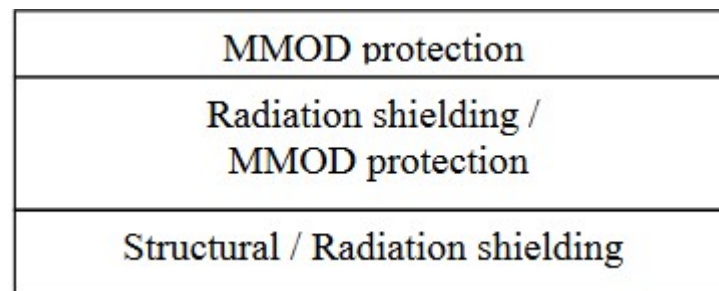 MMOD protection
Radiation shielding /
MMOD protection
Structural / Radiation shielding